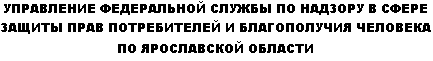 УПРАВЛЕНИЕ ФЕДЕРАЛЬНОЙ СЛУЖБЫ ПО НАДЗОРУ В СФЕРЕ
ЗАЩИТЫ ПРАВ ПОТРЕБИТЕЛЕЙ И БЛАГОПОЛУЧИЯ ЧЕЛОВЕКА
ПО ЯРОСЛАВСКОЙ ОБЛАСТИ